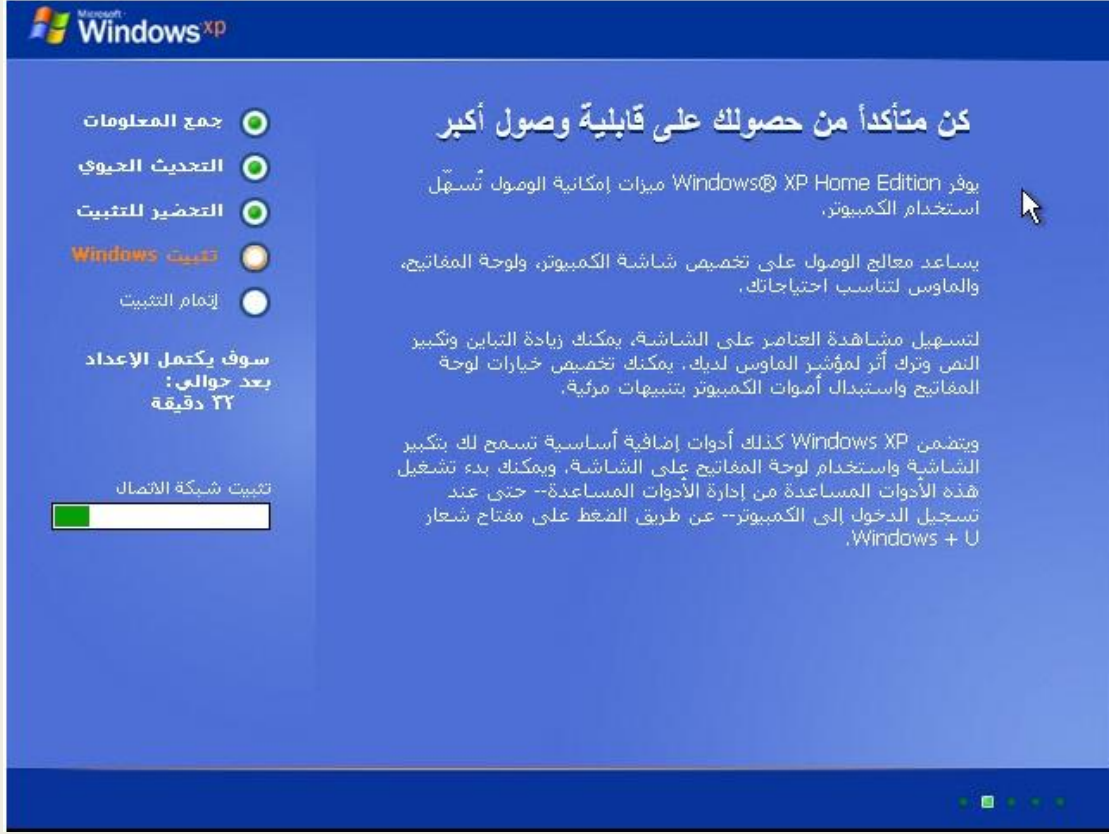 Microsoft
Windows xp
كن متأكداً من حصولك على قابلية وصول أكبر
يوفر Windows® XP Home Edition ميزات إمكانية الوصول تُسهّل
استخدام الكمبيوتر.
يساعد معالج الوصول على تخصيص شاشة الكمبيوتر، ولوحة المفاتيح،
والماوس لتناسب احتياجاتك.
لتسهيل مشاهدة العناصر على الشاشة، يمكنك زيادة التباين وتكبير
النص وترك أثر لمؤشر الماوس لديك. يمكنك تخصيص خيارات لوحة
المفاتيح واستبدال أصوات الكمبيوتر بتنبيهات مرئية.
ويتضمن Windows XP كذلك أدوات إضافية أساسية تسمح لك بتكبير
الشاشة واستخدام لوحة المفاتيح على الشاشة. ويمكنك بدء تشغيل
هذه الأدوات المساعدة من إدارة الأدوات المساعدة-- حتى عند
تسجيل الدخول إلى الكمبيوتر-- عن طريق الضغط على مفتاح شعار
Windows + U.
جمع المعلومات
التحديث الحيوي
التحضير للتثبيت
تثبيت Windows
إتمام التثبيت
سوف يكتمل الإعداد
بعد حوالي:
٢٢ دقيقة
تثبيت شبكة الاتصال